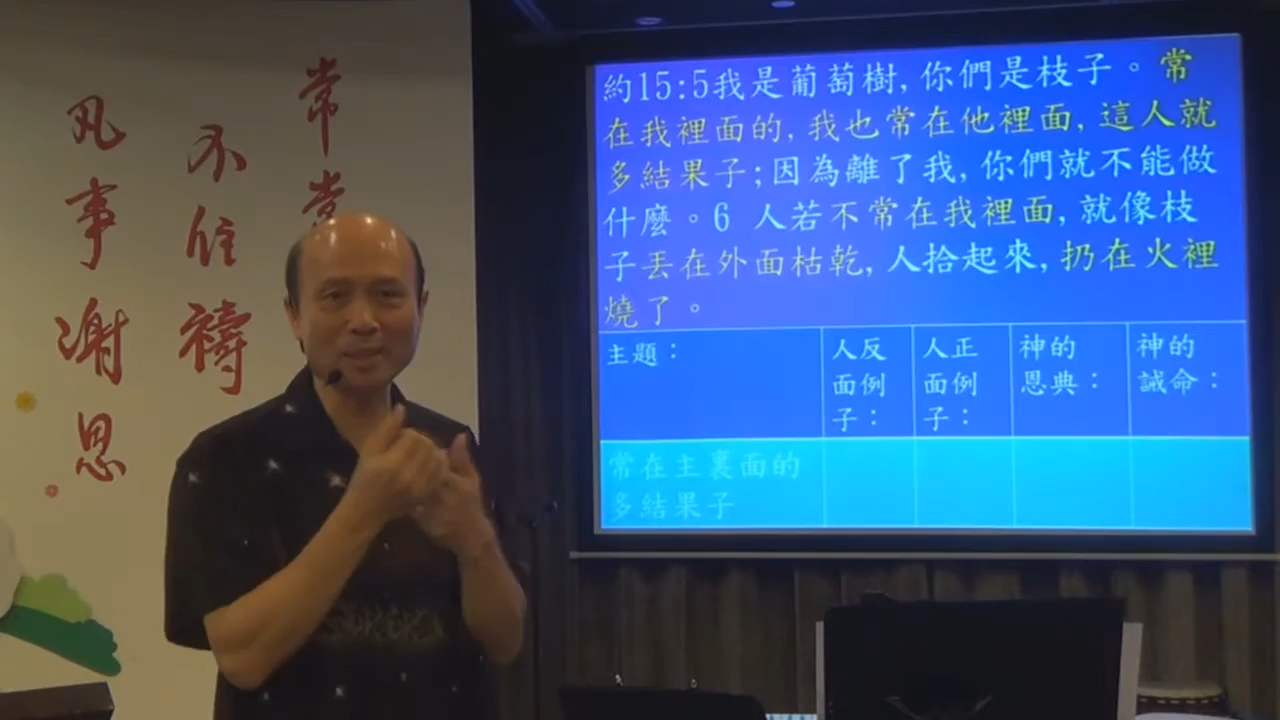 常常
不住禱
凡事谢恩
約15:5我是葡萄樹,你們是枝子。常
在我裡面的,我也常在他裡面,這人就
多結果子;因為離了我,你們就不能做
什麼。6 人若不常在我裡面,就像枝
子丟在外面枯乾,人拾起來,扔在火裡
燒了。
主題：
人反
面例
子：
人正
面例
子：
神的
恩典：
神的
誡命：
常在主裏面的
多結果子